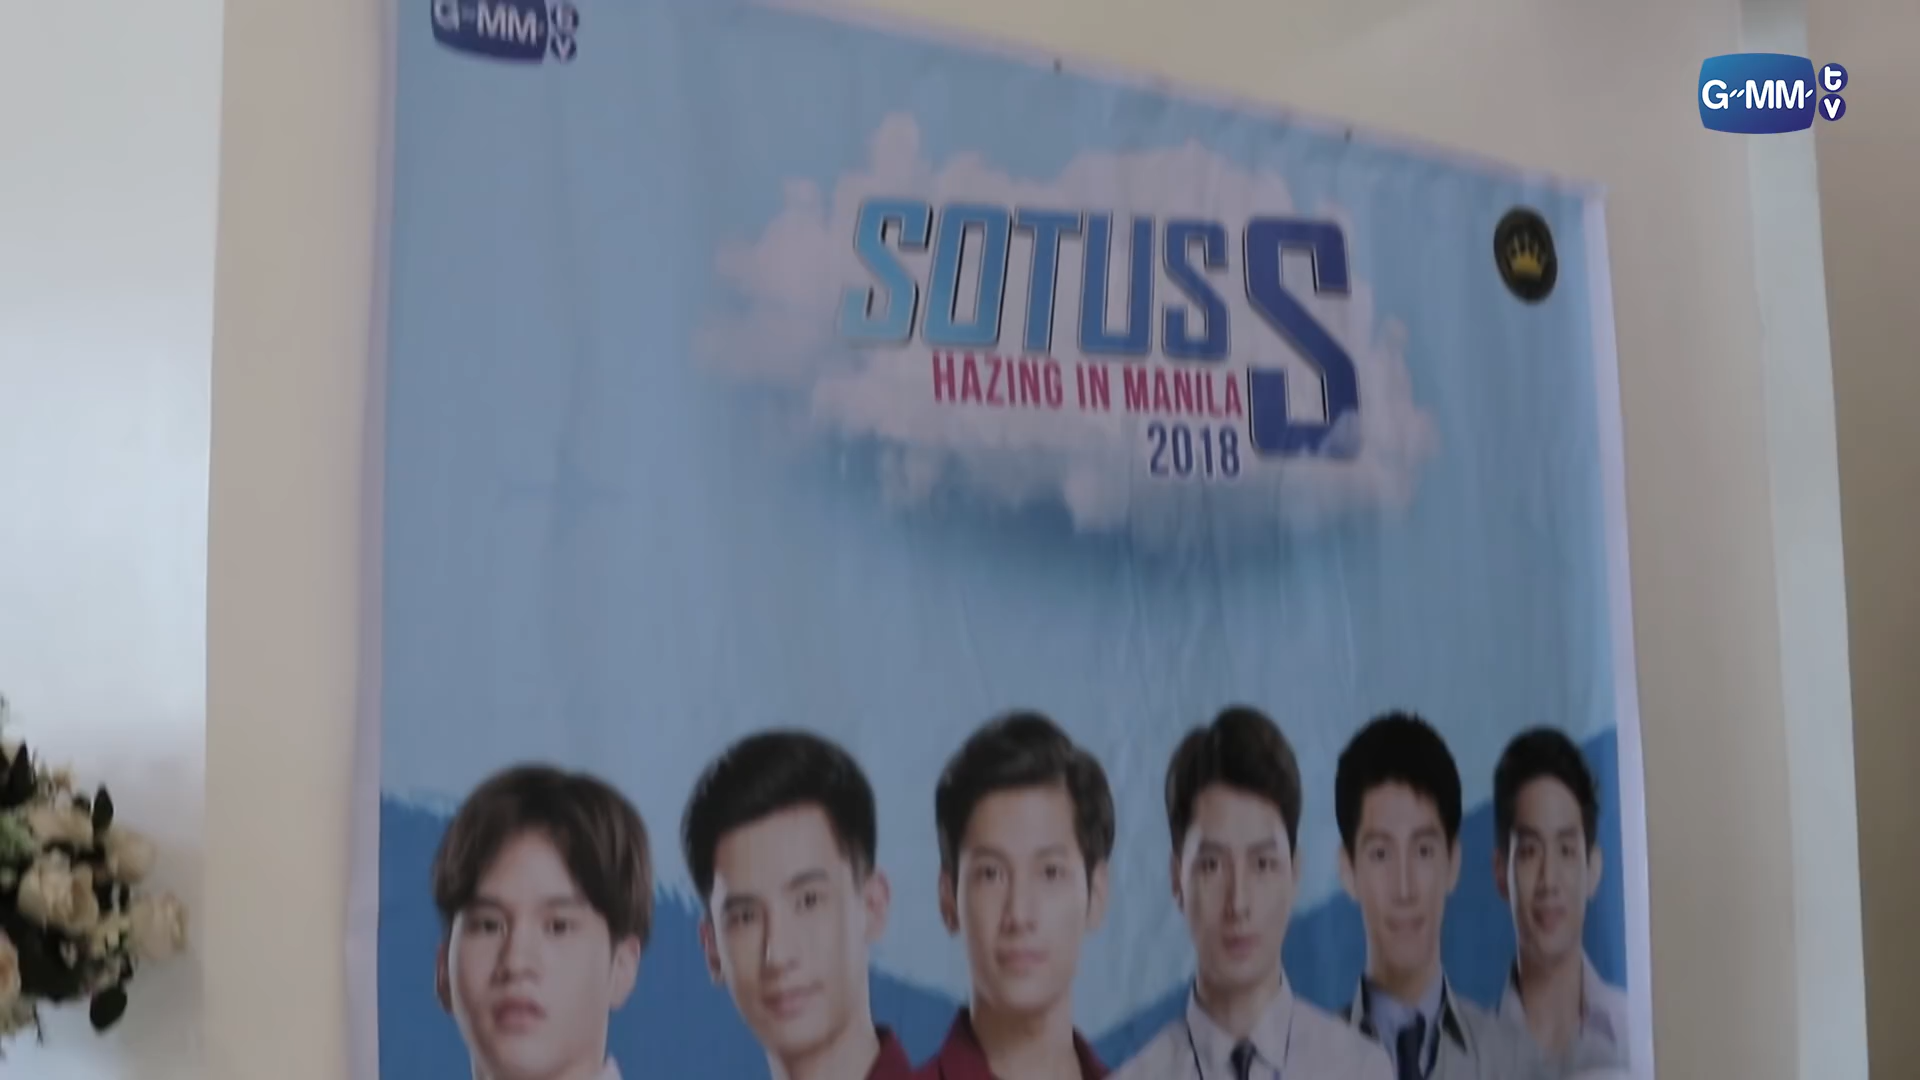 G-MM-tv
G-MM-tv
SOTUS S
HAZING IN MANILA
2018